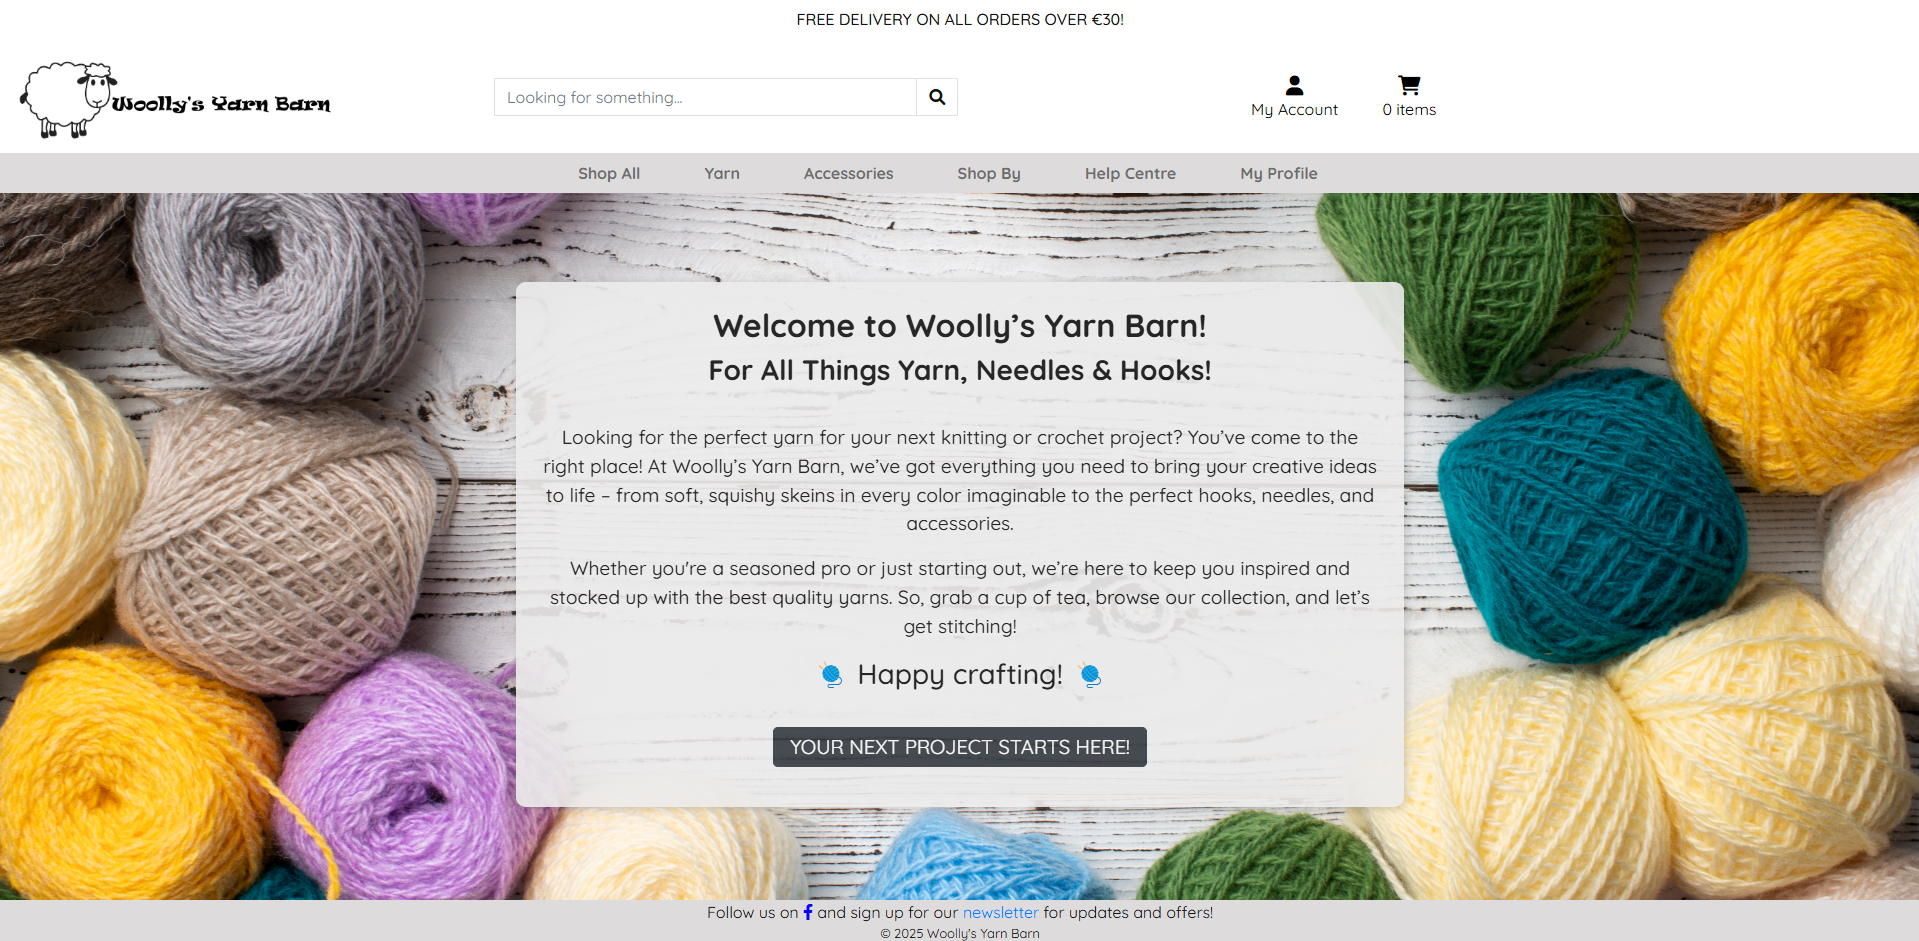 FREE DELIVERY ON ALL ORDERS OVER €30!
Woolly's Yarn Barn
Looking for something...
My Account
0 items
Shop All
Yarn
Accessories
Shop By
Help Centre
My Profile
Welcome to Woolly’s Yarn Barn!
For All Things Yarn, Needles & Hooks!
Looking for the perfect yarn for your next knitting or crochet project? You’ve come to the
right place! At Woolly’s Yarn Barn, we’ve got everything you need to bring your creative ideas
to life – from soft, squishy skeins in every color imaginable to the perfect hooks, needles, and
accessories.
Whether you're a seasoned pro or just starting out, we’re here to keep you inspired and
stocked up with the best quality yarns. So, grab a cup of tea, browse our collection, and let’s
get stitching!
Happy crafting!
YOUR NEXT PROJECT STARTS HERE!
Follow us on and sign up for our newsletter for updates and offers!
© 2025 Woolly's Yarn Barn